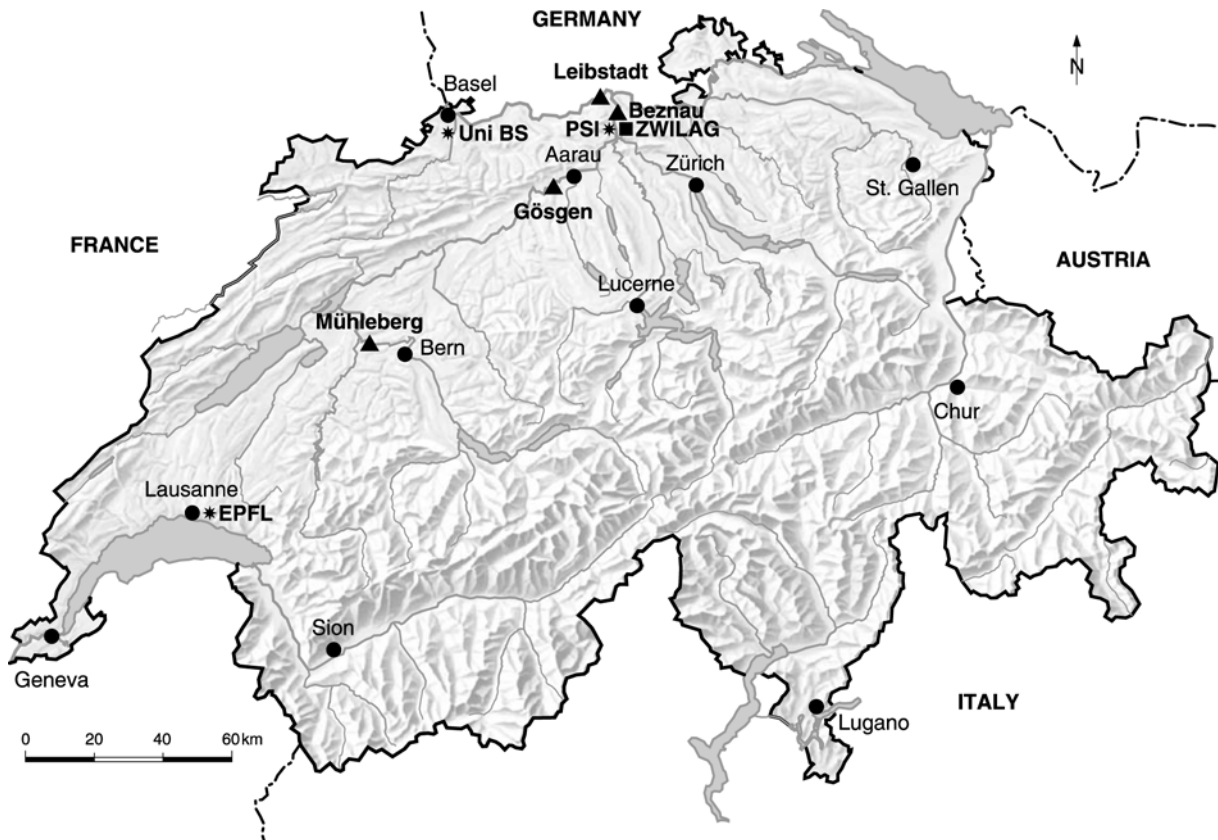 GERMANY
N
Leibstadt
Basel
Beznau
Uni BS
PSI
ZWILAG
Aarau
Zürich
St. Gallen
Gösgen
FRANCE
AUSTRIA
Lucerne
Mühleberg
Bern
Chur
Lausanne
EPFL
Sion
Geneva
ITALY
Lugano
0 20 40 60 km